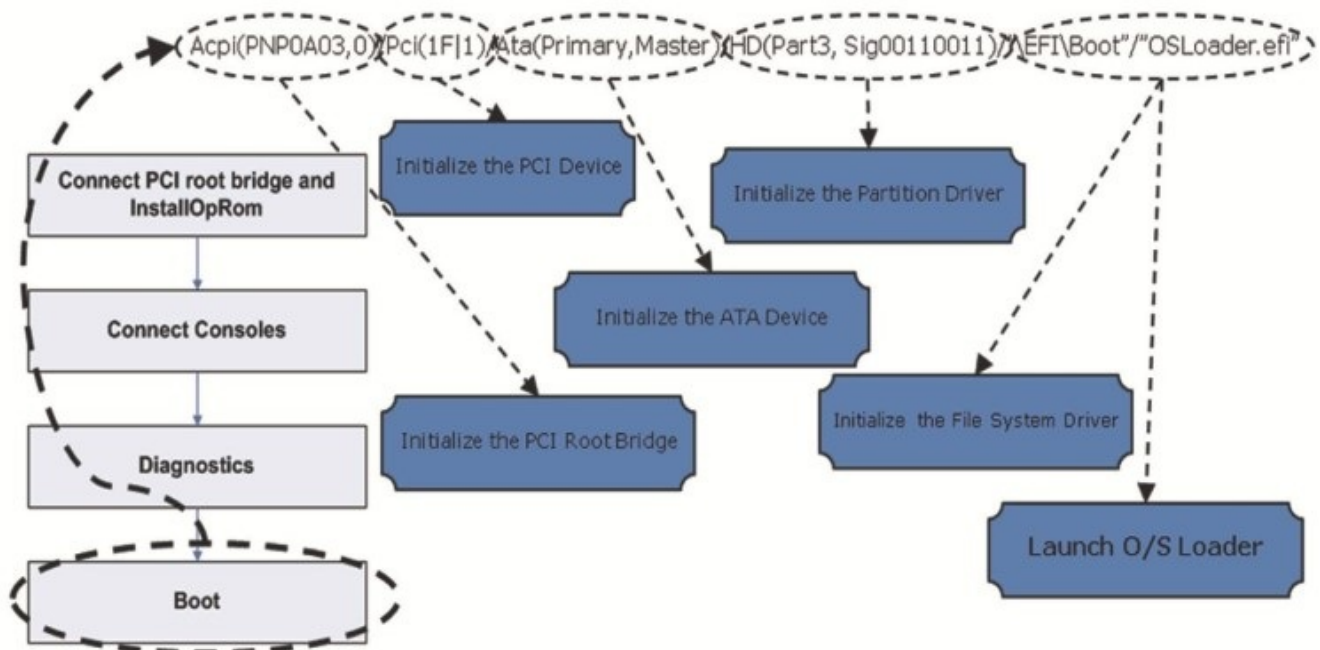 Acpi(PNP0A03,0)/Pci(1F|1)/Ata(Primary,Master)/HD(Part3, Sig00110011)/"\EFI\Boot"/"OSLoader.efi"
Connect PCI root bridge and
InstallOpRom
Connect Consoles
Diagnostics
Boot
Initialize the PCI Device
Initialize the Partition Driver
Initialize the ATA Device
Initialize the PCI Root Bridge
Initialize the File System Driver
Launch O/S Loader